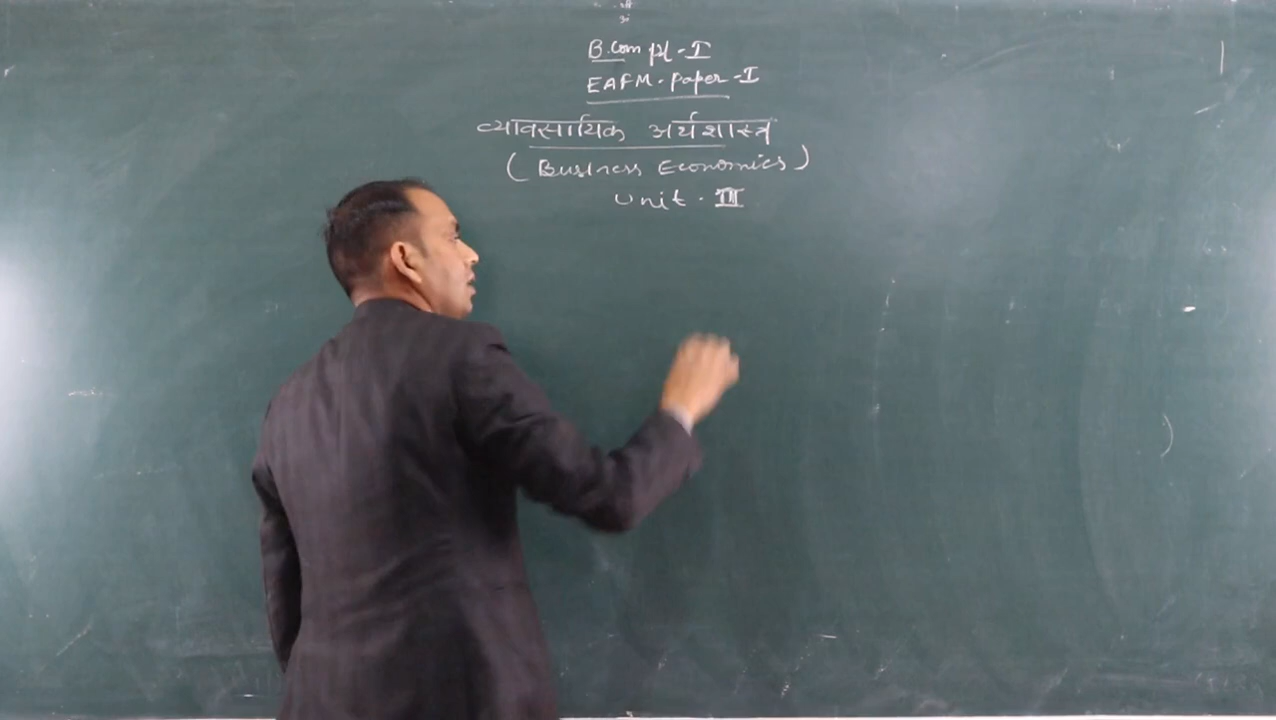 B.Com pt - I
EAFM. Paper - I
व्यावसायिक अर्थशास्त्र
( Business Economics )
Unit - III